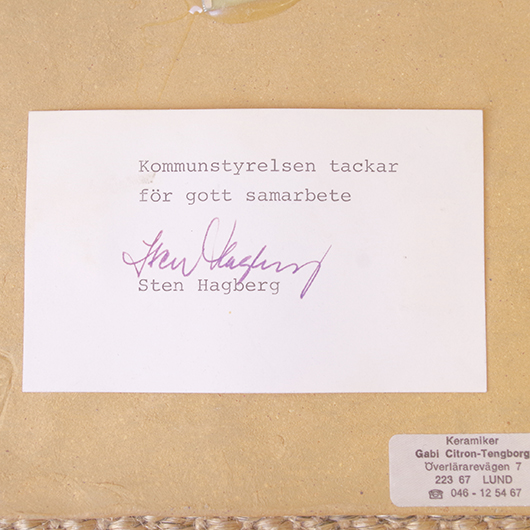 Kommunstyrelsen tackar
för gott samarbete
Sten Hagberg
Sten Hagberg
Keramiker
Gabi Citron-Tengborg
Överlärarevägen 7
223 67 LUND
☎ 046 - 12 54 67